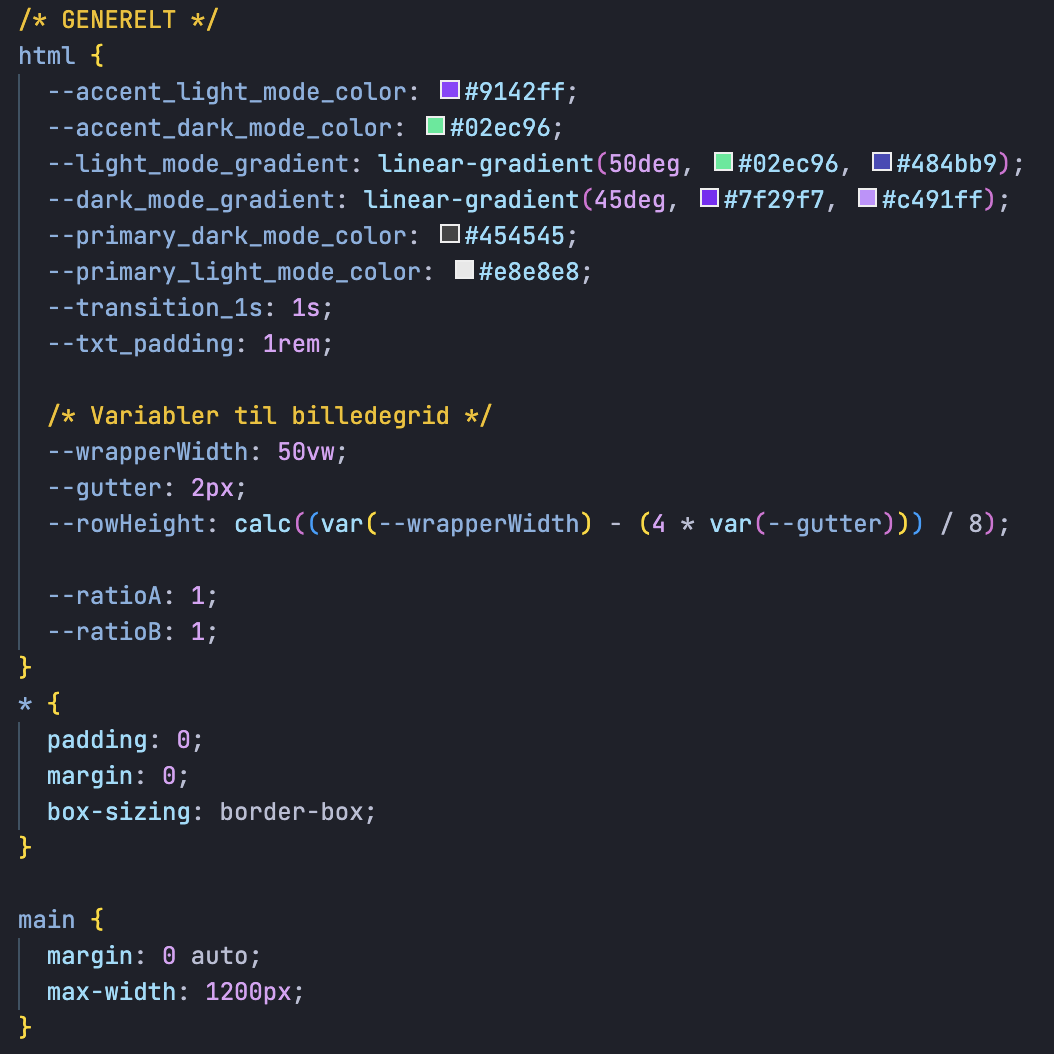 /* GENERELT */
html {
  --accent_light_mode_color: #9142ff;
  --accent_dark_mode_color: #02ec96;
  --light_mode_gradient: linear-gradient(50deg, #02ec96, #484bb9);
  --dark_mode_gradient: linear-gradient(45deg, #7f29f7, #c491ff);
  --primary_dark_mode_color: #454545;
  --primary_light_mode_color: #e8e8e8;
  --transition_1s: 1s;
  --txt_padding: 1rem;

  /* Variabler til billedegrid */
  --wrapperWidth: 50vw;
  --gutter: 2px;
  --rowHeight: calc((var(--wrapperWidth) - (4 * var(--gutter))) / 8);

  --ratioA: 1;
  --ratioB: 1;
}
* {
  padding: 0;
  margin: 0;
  box-sizing: border-box;
}

main {
  margin: 0 auto;
  max-width: 1200px;
}